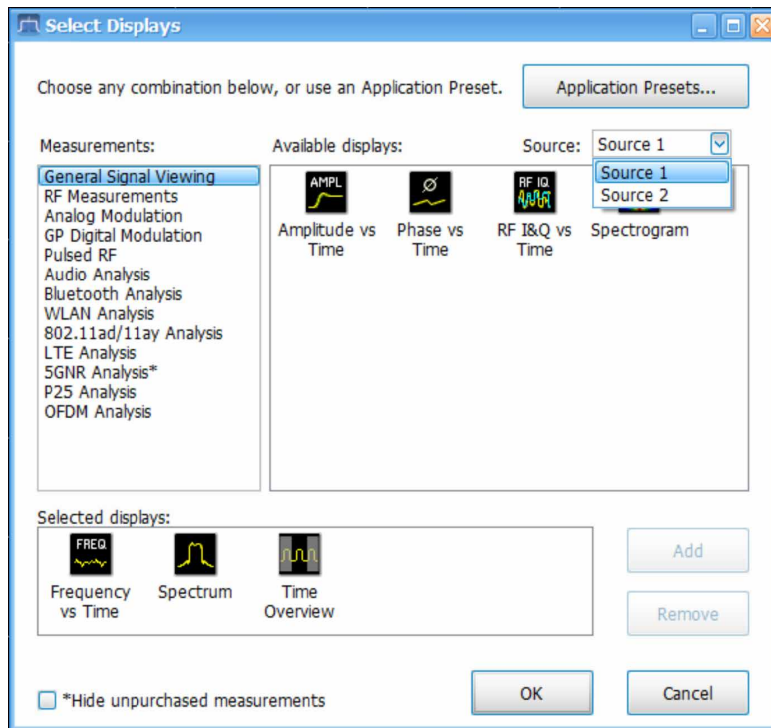 Select Displays
Choose any combination below, or use an Application Preset.
Application Presets...
Measurements:
Available displays:
Source:
Source 1
Source 1
Source 2
General Signal Viewing
RF Measurements
Analog Modulation
GP Digital Modulation
Pulsed RF
Audio Analysis
Bluetooth Analysis
WLAN Analysis
802.11ad/11ay Analysis
LTE Analysis
5GNR Analysis*
P25 Analysis
OFDM Analysis
AMPL
Amplitude vs
Time
Ø
Phase vs
Time
RF IQ
RF I&Q vs
Time
Spectrogram
Selected displays:
FREQ
Frequency
vs Time
Spectrum
Time
Overview
Add
Remove
*Hide unpurchased measurements
OK
Cancel